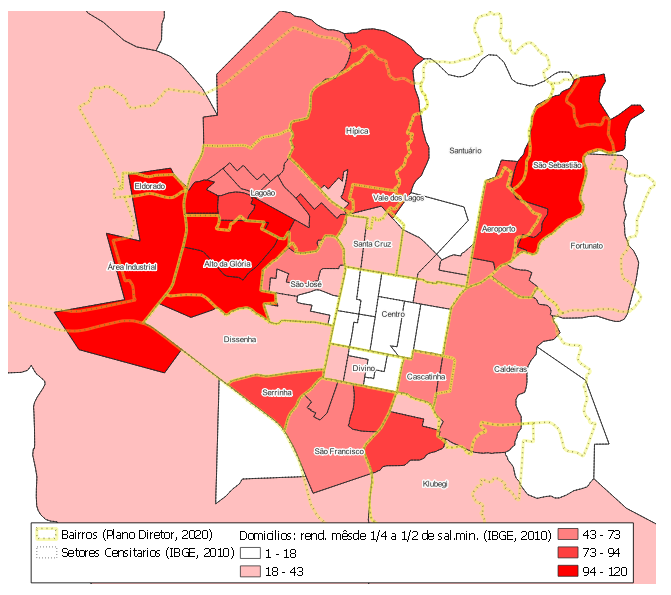 Hípica
Santuário
São Sebastião
Eldorado
Lagoão
Vale dos Lagos
Aeroporto
Santa Cruz
Fortunato
Área Industrial
Alto da Glória
São José
Centro
Dissenha
Divino
Caldeiras
Cascatinha
Serrinha
São Francisco
Klubegi
Bairros (Plano Diretor, 2020)
Setores Censitarios (IBGE, 2010)
Domicilios: rend. mêsde 1/4 a 1/2 de sal.min. (IBGE, 2010)
1 - 18
18 - 43
43 - 73
73 - 94
94 - 120